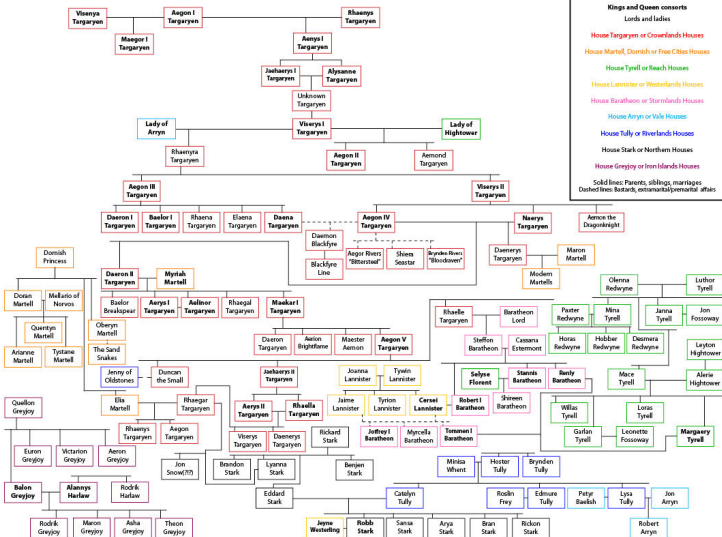 Visenya
Targaryen
Aegon I
Targaryen
Rhaenys
Targaryen
Maegor I
Targaryen
Aenys I
Targaryen
Jaehaerys I
Targaryen
Alysanne
Targaryen
Unknown
Targaryen
Lady of
Arryn
Viserys I
Targaryen
Lady of
Hightower
Rhaenyra
Targaryen
Aegon II
Targaryen
Aemond
Targaryen
Aegon III
Targaryen
Viserys II
Targaryen
Daeron I
Targaryen
Baelor I
Targaryen
Rhaena
Targaryen
Elaena
Targaryen
Daena
Targaryen
Aegon IV
Targaryen
Naerys
Targaryen
Aemon the
Dragonknight
Daemon
Blackfyre
Blackfyre
Line
Aegor Rivers
"Bittersteel"
Shiera
Seastar
Brynden Rivers
"Bloodraven"
Daenerys
Targaryen
Maron
Martell
Modern
Martells
Kings and Queen consorts
Lords and ladies
House Targaryen or Crownlands Houses
House Martell, Dornish or Free Cities Houses
House Tyrell or Reach Houses
House Lannister or Westerlands Houses
House Baratheon or Stormlands Houses
House Arryn or Vale Houses
House Tully or Riverlands Houses
House Stark or Northern Houses
House Greyjoy or Iron Islands Houses
Solid lines: Parents, siblings, marriages
Dashed lines: Bastards, extramarital/premarital affairs
Dornish
Princess
Daeron II
Targaryen
Myriah
Martell
Doran
Martell
Mellario of
Norvos
Baelor
Breakspear
Aerys I
Targaryen
Aelinor
Targaryen
Rhaegal
Targaryen
Maekar I
Targaryen
Quentyn
Martell
Oberyn
Martell
Arianne
Martell
Tystane
Martell
The Sand
Snakes
Daeron
Targaryen
Aerion
Brightflame
Maester
Aemon
Aegon V
Targaryen
Rhaelle
Targaryen
Baratheon
Lord
Steffon
Baratheon
Cassana
Estermont
Olenna
Redwyne
Luthor
Tyrell
Paxter
Redwyne
Mina
Tyrell
Janna
Tyrell
Jon
Fossoway
Horas
Redwyne
Hobber
Redwyne
Desmera
Redwyne
Leyton
Hightower
Mace
Tyrell
Alerie
Hightower
Jenny of
Oldstones
Duncan
the Small
Jaehaerys II
Targaryen
Joanna
Lannister
Tywin
Lannister
Selyse
Florent
Stannis
Baratheon
Renly
Baratheon
Elia
Martell
Rhaegar
Targaryen
Aerys II
Targaryen
Rhaella
Targaryen
Jaime
Lannister
Tyrion
Lannister
Cersei
Lannister
Robert I
Baratheon
Shireen
Baratheon
Willas
Tyrell
Loras
Tyrell
Garlan
Tyrell
Leonette
Fossoway
Margaery
Tyrell
Quellon
Greyjoy
Rhaenys
Targaryen
Aegon
Targaryen
Viserys
Targaryen
Daenerys
Targaryen
Rickard
Stark
Joffrey I
Baratheon
Myrcella
Baratheon
Tommen I
Baratheon
Euron
Greyjoy
Victarion
Greyjoy
Aeron
Greyjoy
Jon
Snow(?!?)
Brandon
Stark
Lyanna
Stark
Benjen
Stark
Minisa
Whent
Hoster
Tully
Brynden
Tully
Balon
Greyjoy
Alannys
Harlaw
Rodrik
Harlaw
Eddard
Stark
Catelyn
Tully
Roslin
Frey
Edmure
Tully
Petyr
Baelish
Lysa
Tully
Jon
Arryn
Rodrik
Greyjoy
Maron
Greyjoy
Asha
Greyjoy
Theon
Greyjoy
Jeyne
Westerling
Robb
Stark
Sansa
Stark
Arya
Stark
Bran
Stark
Rickon
Stark
Robert
Arryn